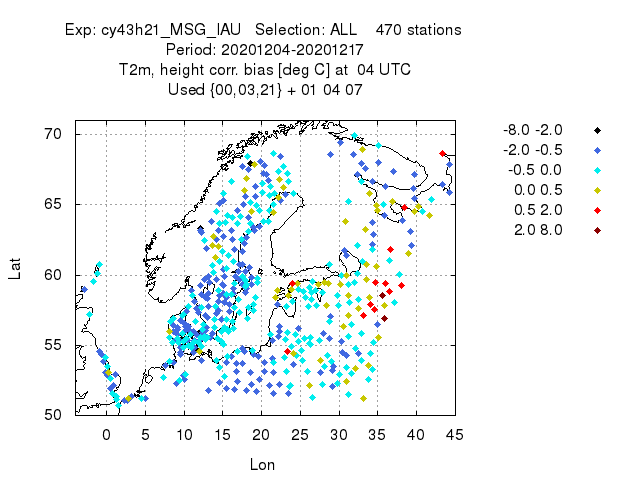 Exp: cy43h21_MSG_IAU   Selection: ALL    470 stations
Period: 20201204-20201217
T2m, height corr. bias [deg C] at  04 UTC
Used {00,03,21} + 01 04 07
-8.0 -2.0
-2.0 -0.5
-0.5 0.0
0.0 0.5
0.5 2.0
2.0 8.0
70
65
60
55
50
Lat
0 5 10 15 20 25 30 35 40 45
Lon